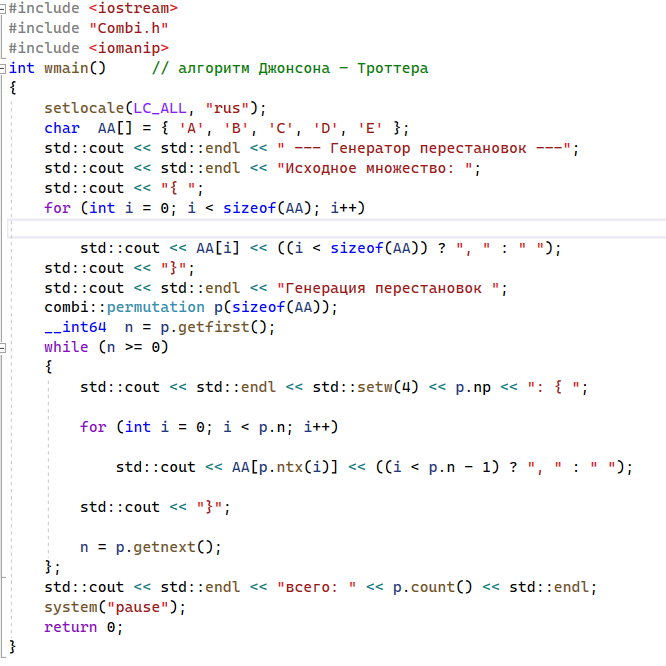 #include <iostream>
#include "Combi.h"
#include <iomanip>
int wmain()     // алгоритм Джонсона – Троттера
{
    setlocale(LC_ALL, "rus");
    char  AA[] = { 'A', 'B', 'C', 'D', 'E' };
    std::cout << std::endl << " --- Генератор перестановок ---";
    std::cout << std::endl << "Исходное множество: ";
    std::cout << "{ ";
    for (int i = 0; i < sizeof(AA); i++)
        std::cout << AA[i] << ((i < sizeof(AA)) ? ", " : " ");
    std::cout << "}";
    std::cout << std::endl << "Генерация перестановок ";
    combi::permutation p(sizeof(AA));
    __int64  n = p.getfirst();
    while (n >= 0)
    {
        std::cout << std::endl << std::setw(4) << p.np << ": { ";
        for (int i = 0; i < p.n; i++)
            std::cout << AA[p.ntx(i)] << ((i < p.n - 1) ? ", " : " ");
        std::cout << "}";
        n = p.getnext();
    };
    std::cout << std::endl << "всего: " << p.count() << std::endl;
    system("pause");
    return 0;
}